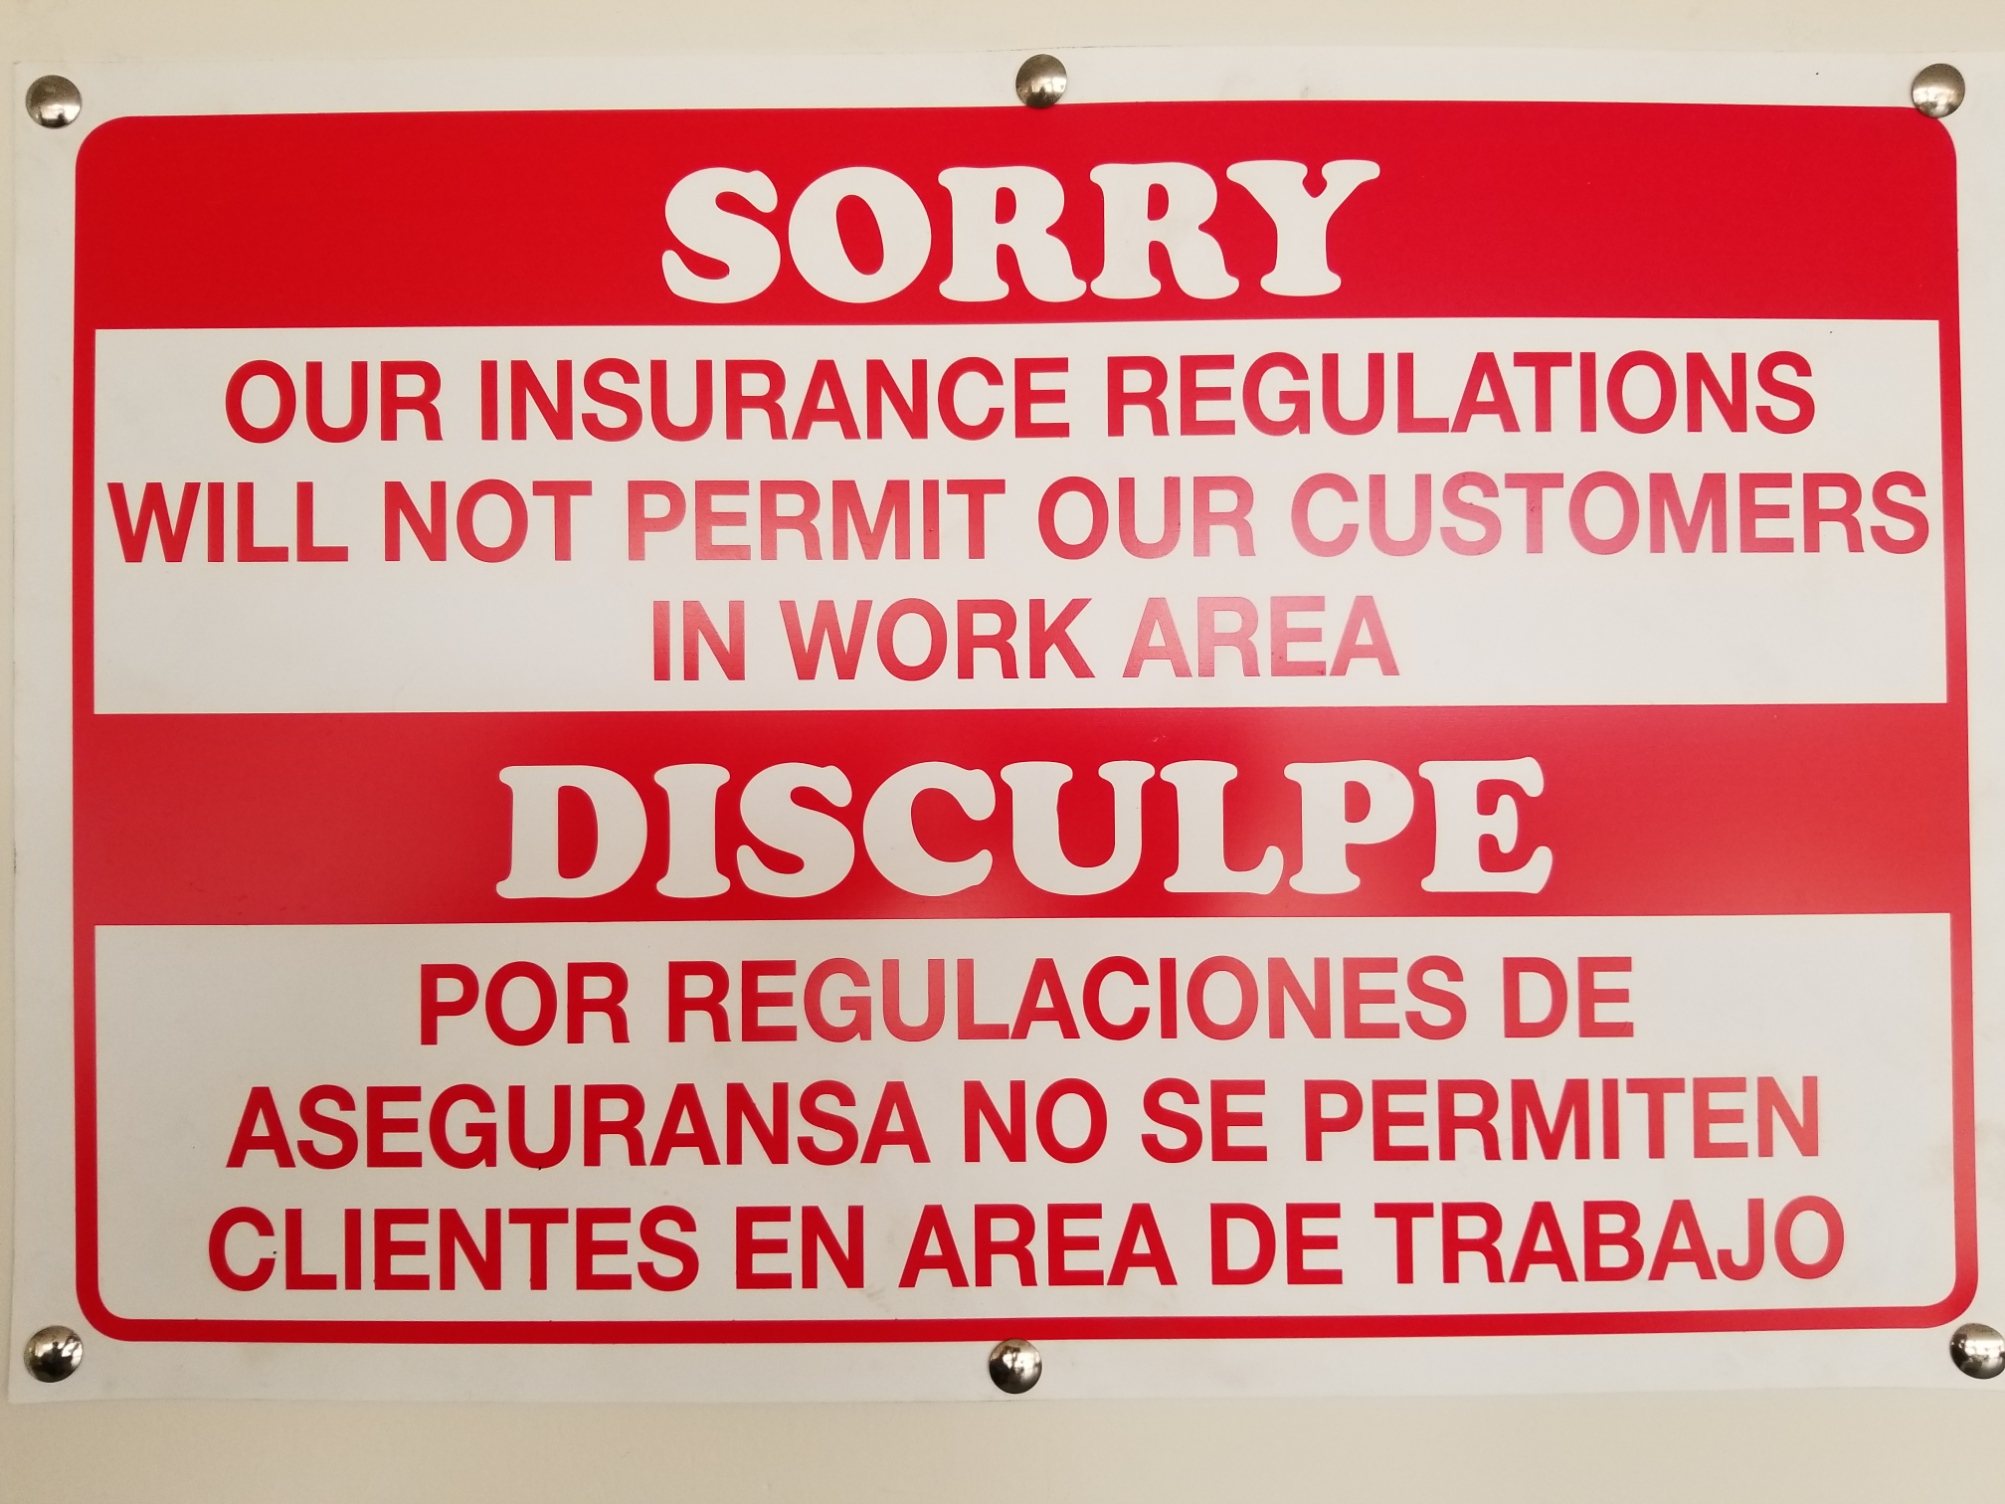 SORRY
OUR INSURANCE REGULATIONS
WILL NOT PERMIT OUR CUSTOMERS
IN WORK AREA
DISCULPE
POR REGULACIONES DE
ASEGURANSA NO SE PERMITEN
CLIENTES EN AREA DE TRABAJO